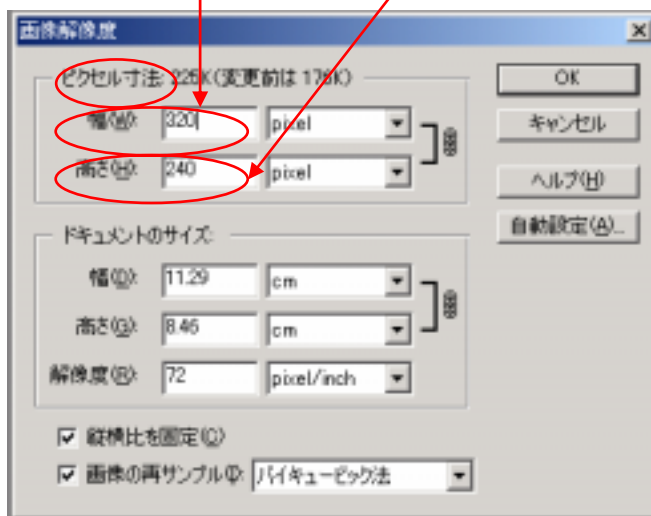 画像解像度
ピクセル寸法: 225K(変更前は 176K)
OK
幅(W): 320 pixel
キャンセル
高さ(H): 240 pixel
ヘルプ(H)
ドキュメントのサイズ:
自動設定(A)...
幅(D): 11.29 cm
高さ(G): 8.46 cm
解像度(R): 72 pixel/inch
縦横比を固定(C)
画像の再サンプル(I): バイキュービック法